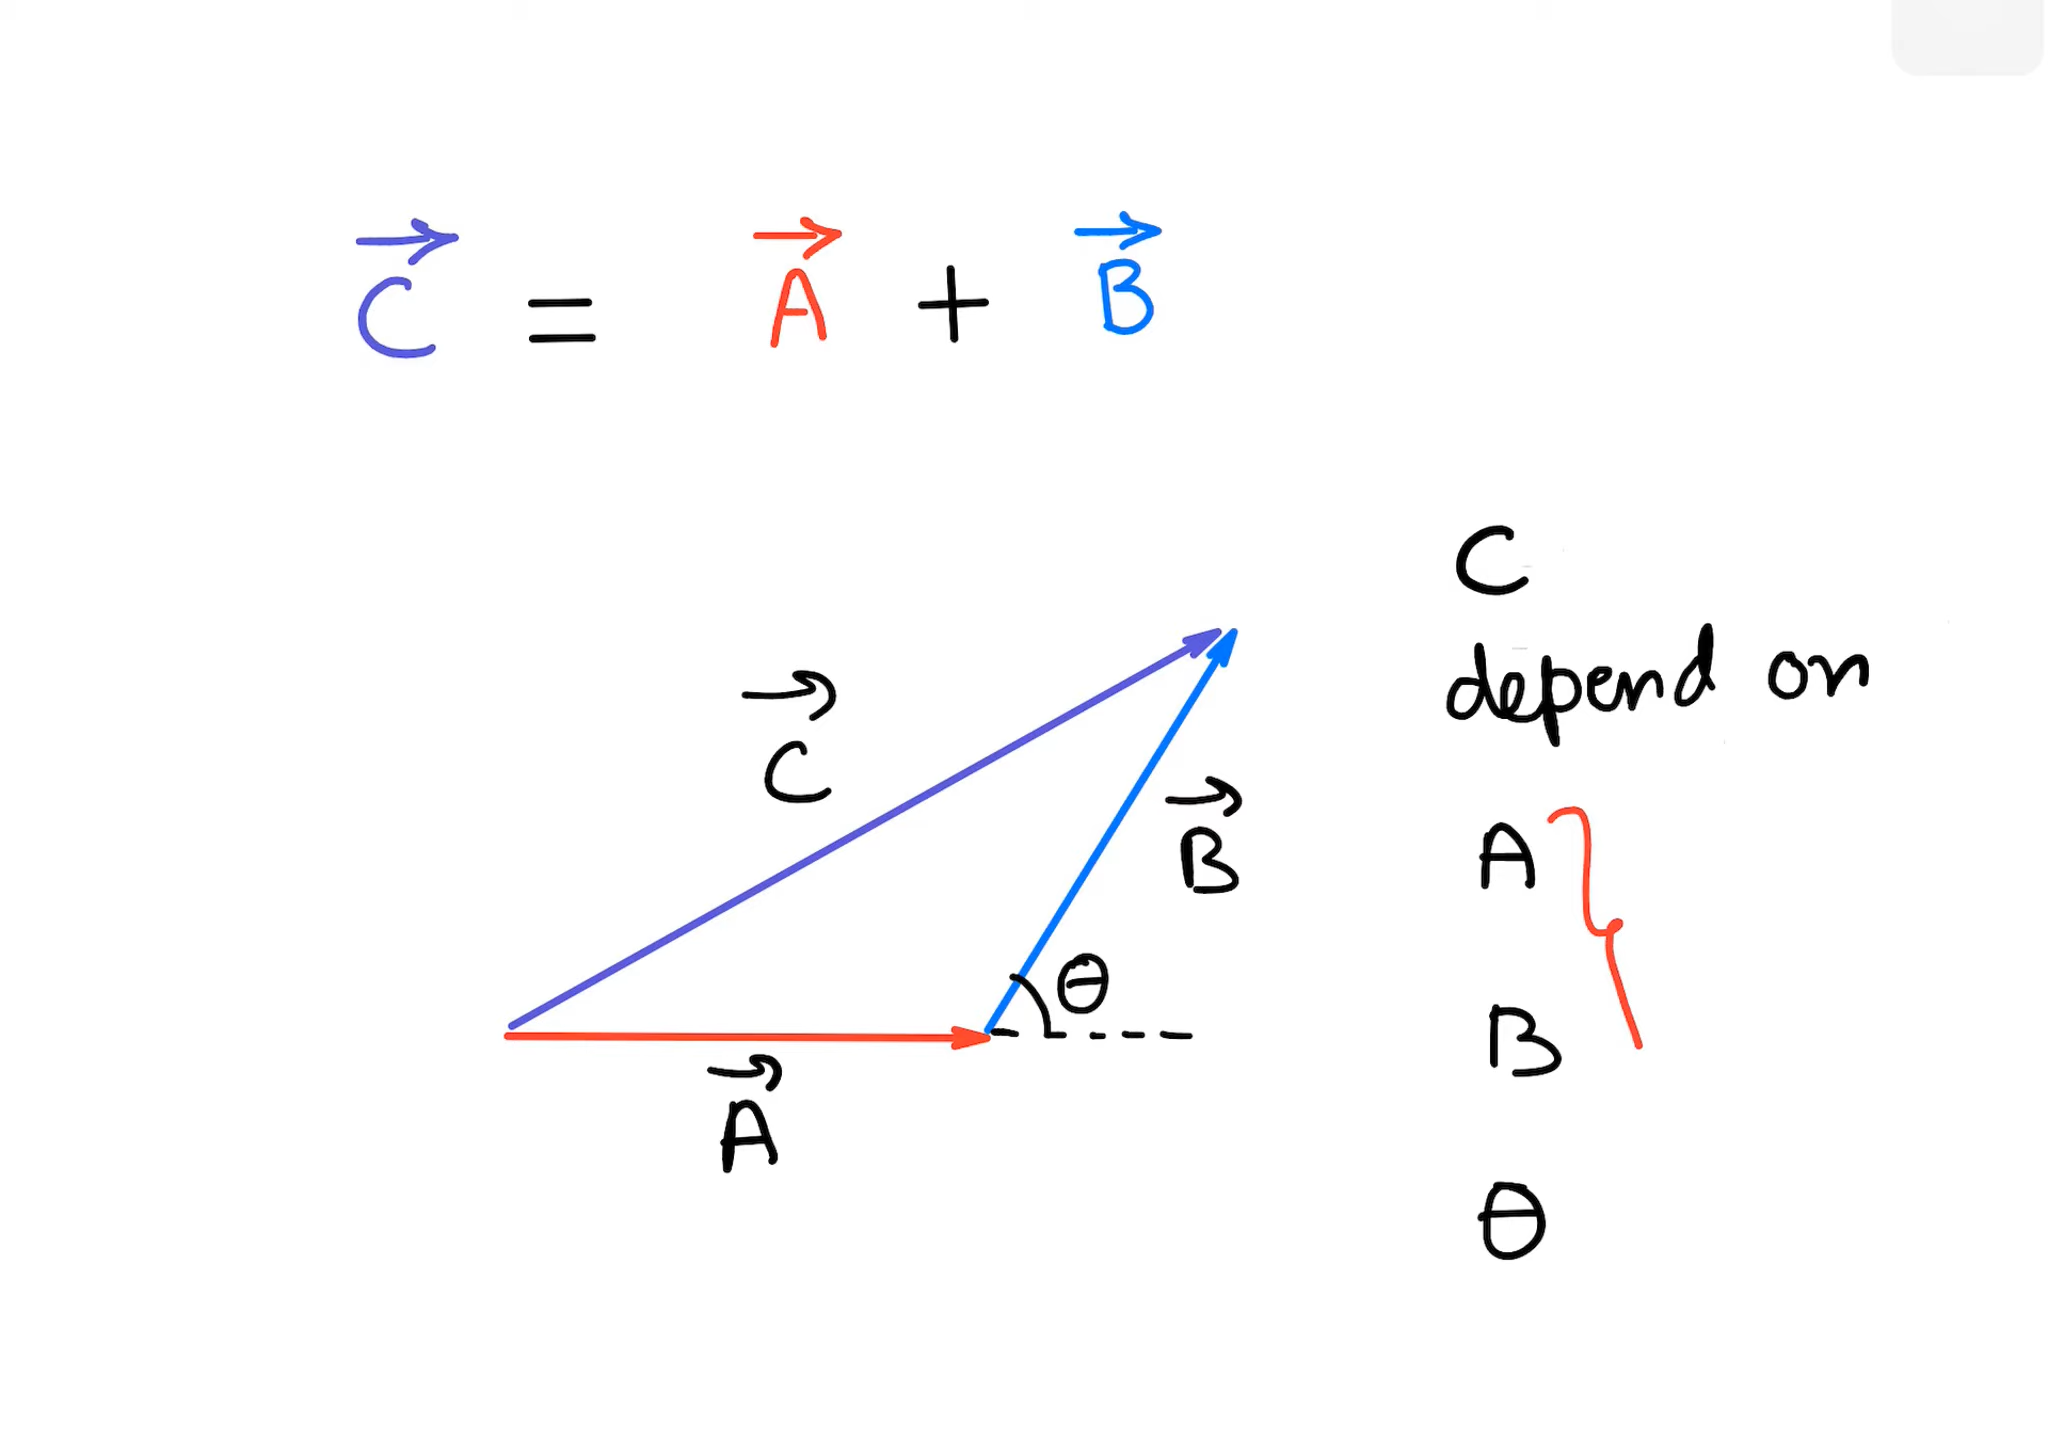 C⃗ = A⃗ + B⃗
C
depend on
C⃗
B⃗
A
θ
B
A⃗
θ